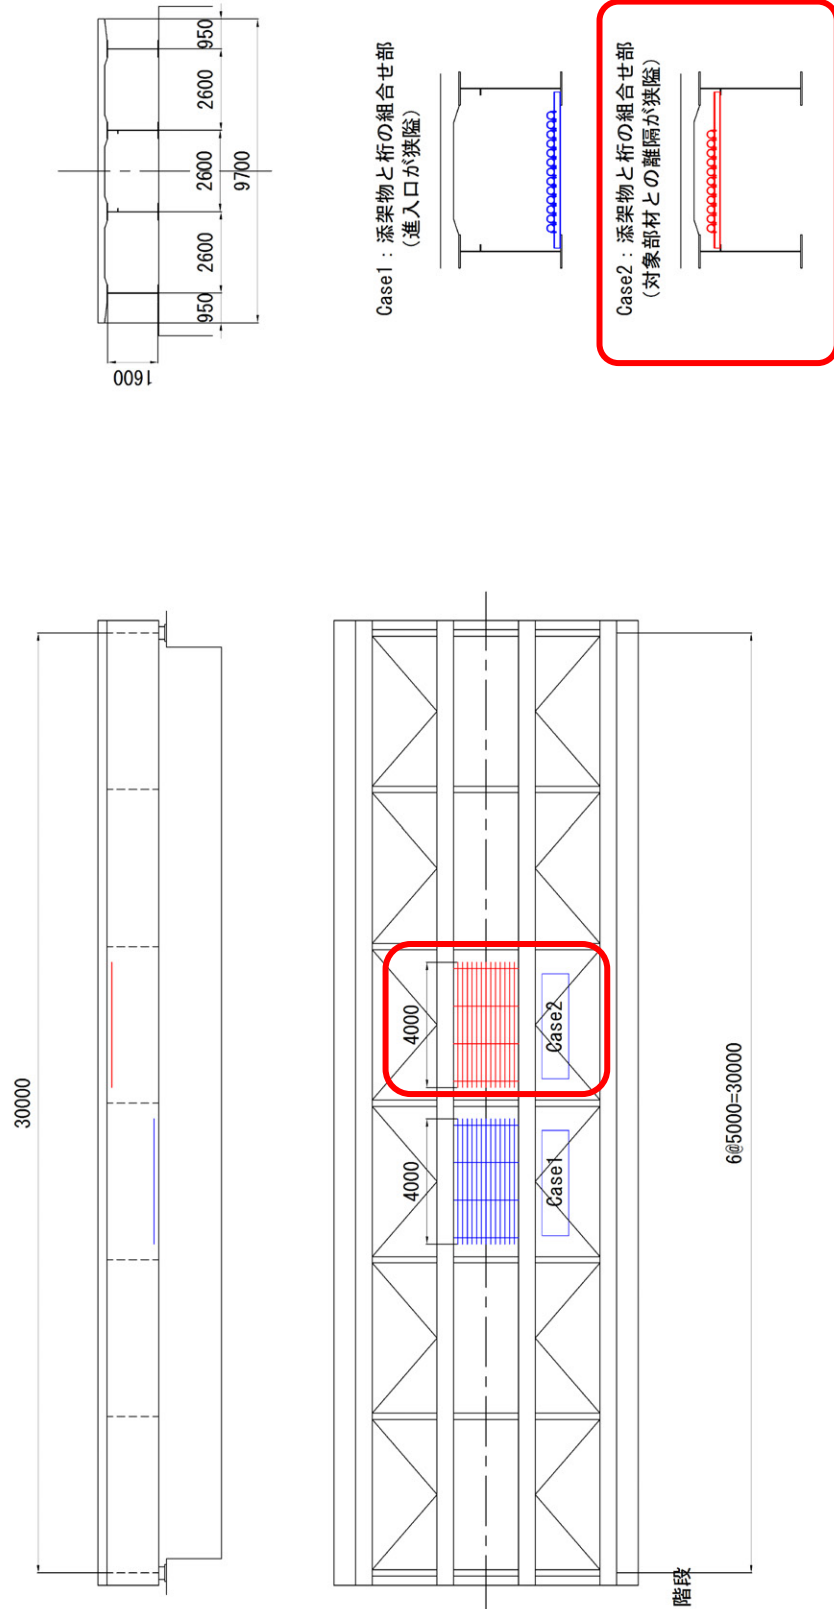 950
2600
2600
2600
950
9700
1600
Case1：添架物と桁の組合せ部
（進入口が狭隘）
Case2：添架物と桁の組合せ部
（対象部材との離隔が狭隘）
30000
4000
4000
Case1
Case2
6@5000=30000
階段